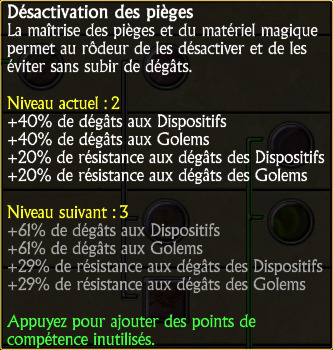 Désactivation des pièges
La maîtrise des pièges et du matériel magique
permet au rôdeur de les désactiver et de les
éviter sans subir de dégâts.
Niveau actuel : 2
+40% de dégâts aux Dispositifs
+40% de dégâts aux Golems
+20% de résistance aux dégâts des Dispositifs
+20% de résistance aux dégâts des Golems
Niveau suivant : 3
+61% de dégâts aux Dispositifs
+61% de dégâts aux Golems
+29% de résistance aux dégâts des Dispositifs
+29% de résistance aux dégâts des Golems
Appuyez pour ajouter des points de
compétence inutilisés.